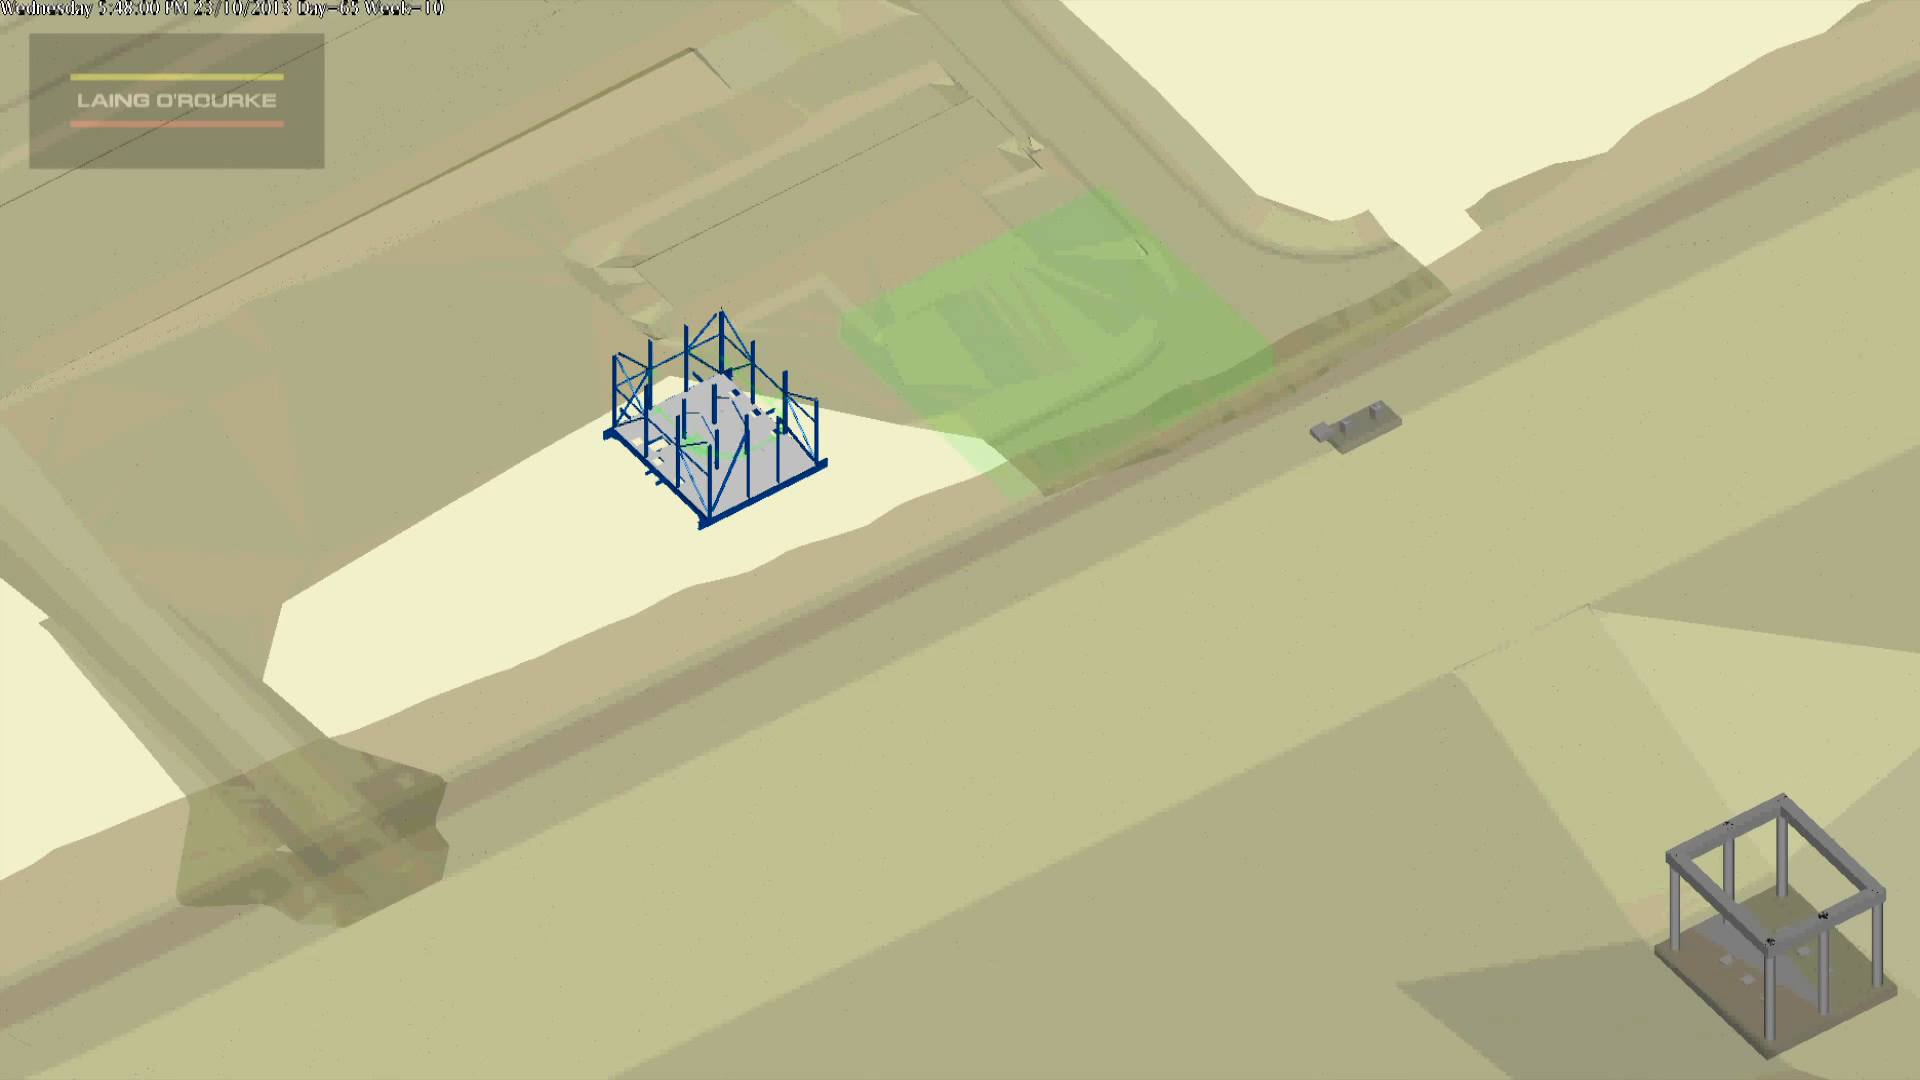 Wednesday 5:48:00 PM 23/10/2013 Day=65 Week=10
LAING O'ROURKE